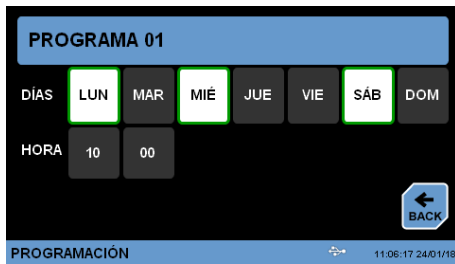 PROGRAMA 01
DÍAS LUN MAR MIÉ JUE VIE SÁB DOM
HORA 10 00
BACK
PROGRAMACIÓN 11:06:17 24/01/18